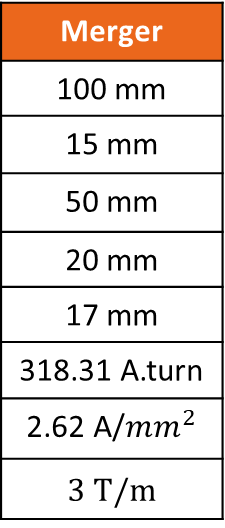 Merger
100 mm
15 mm
50 mm
20 mm
17 mm
318.31 A.turn
2.62 A/mm²
3 T/m